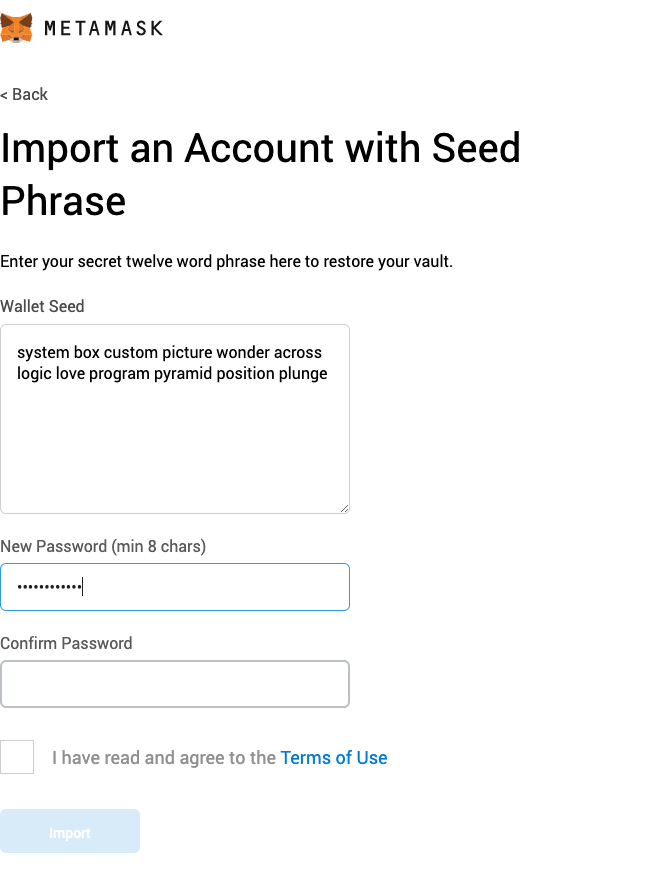 METAMASK
< Back
Import an Account with Seed
Phrase
Enter your secret twelve word phrase here to restore your vault.
Wallet Seed
system box custom picture wonder across
logic love program pyramid position plunge
New Password (min 8 chars)
••••••••••••
Confirm Password
I have read and agree to the Terms of Use
Import